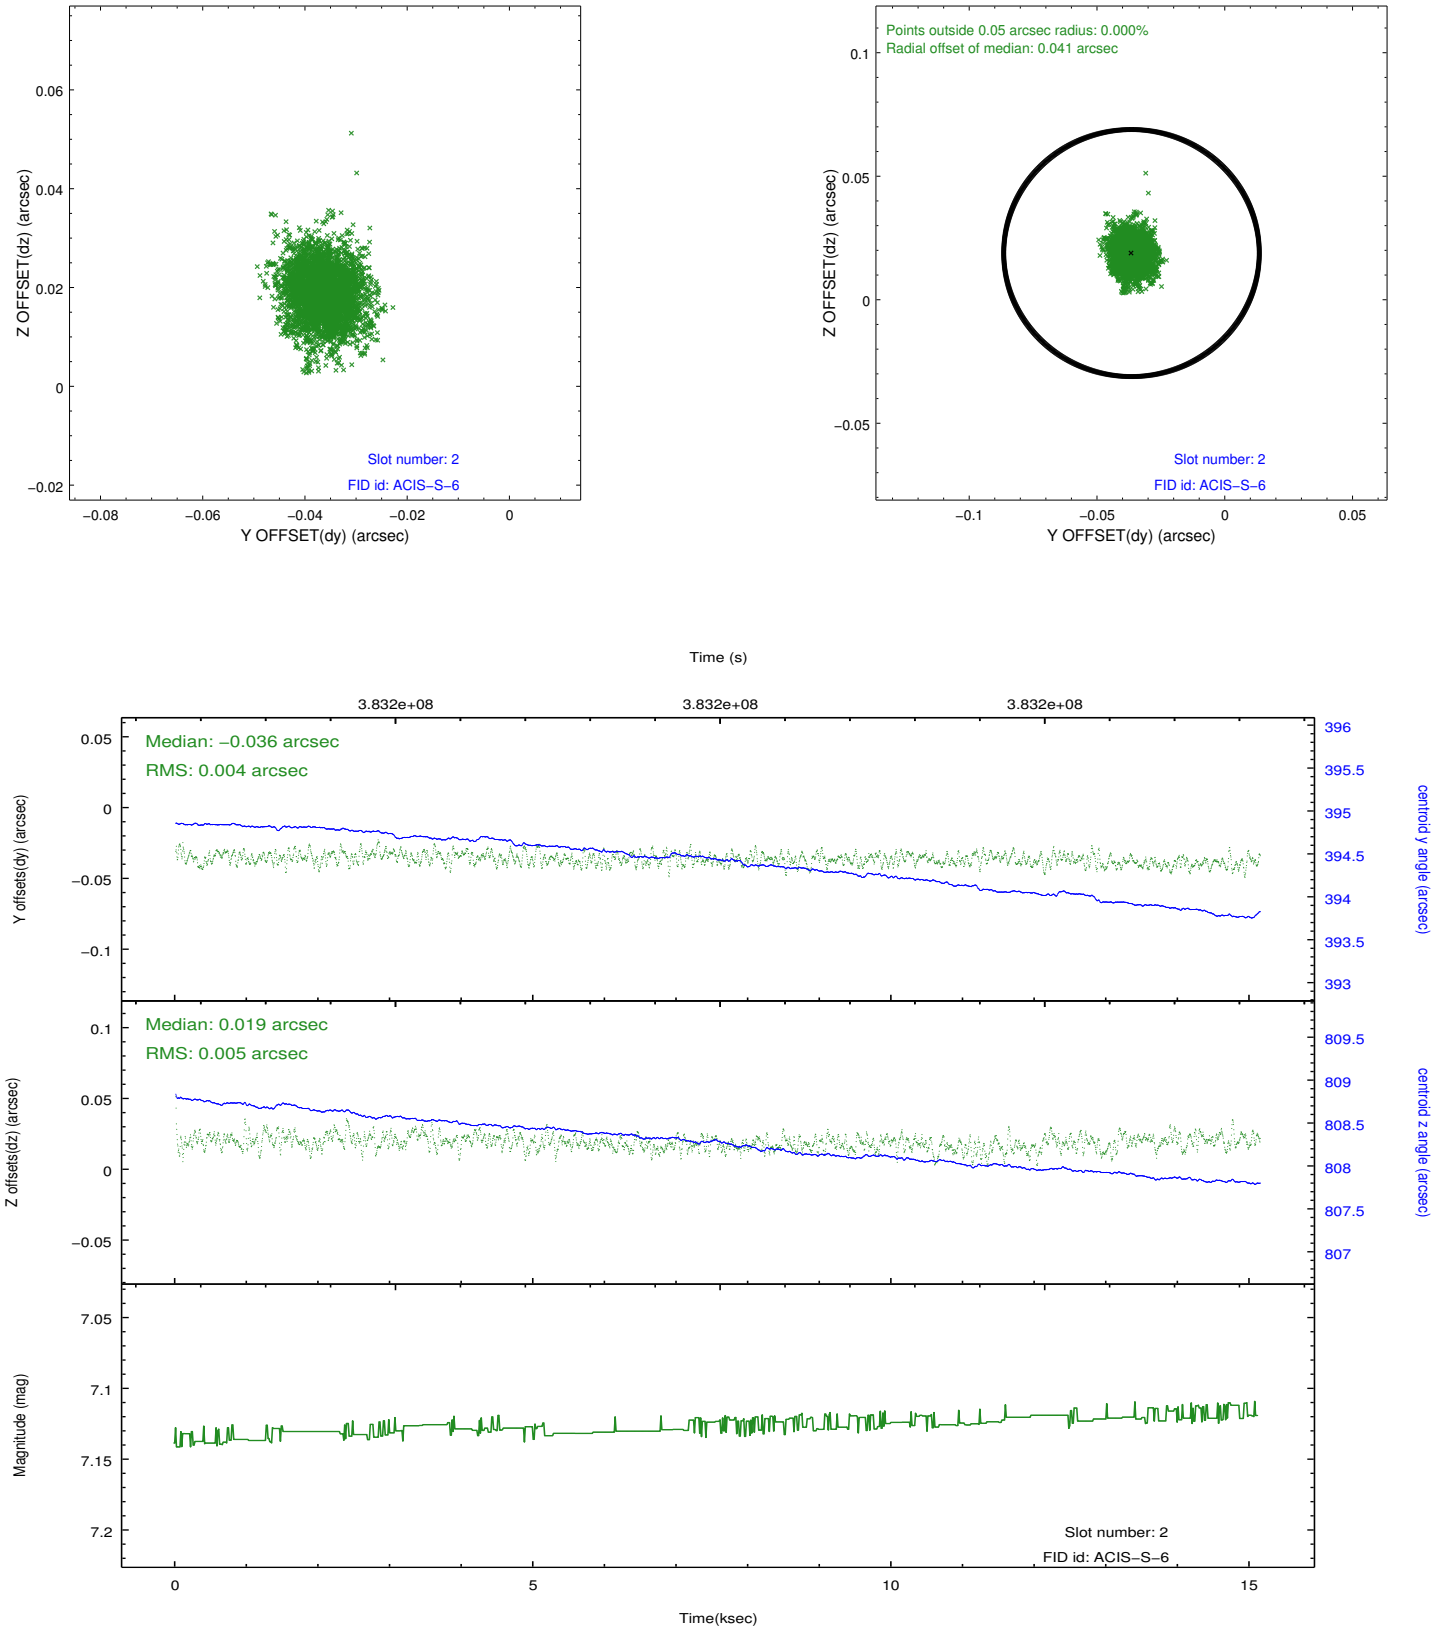 0.06
0.04
0.02
0
−0.02
−0.08
−0.06
−0.04
−0.02
0
Z OFFSET(dz) (arcsec)
Y OFFSET(dy) (arcsec)
Slot number: 2
FID id: ACIS−S−6
Points outside 0.05 arcsec radius: 0.000%
Radial offset of median: 0.041 arcsec
0.1
0.05
0
−0.05
−0.1
−0.05
0
0.05
Z OFFSET(dz) (arcsec)
Y OFFSET(dy) (arcsec)
Slot number: 2
FID id: ACIS−S−6
Time (s)
3.832e+08
3.832e+08
3.832e+08
Median: −0.036 arcsec
RMS: 0.004 arcsec
0.05
0
−0.05
−0.1
Y offsets(dy) (arcsec)
396
395.5
395
394.5
394
393.5
393
centroid y angle (arcsec)
Median: 0.019 arcsec
RMS: 0.005 arcsec
0.1
0.05
0
−0.05
Z offsets(dz) (arcsec)
809.5
809
808.5
808
807.5
807
centroid z angle (arcsec)
7.05
7.1
7.15
7.2
Magnitude (mag)
Slot number: 2
FID id: ACIS−S−6
0
5
10
15
Time(ksec)